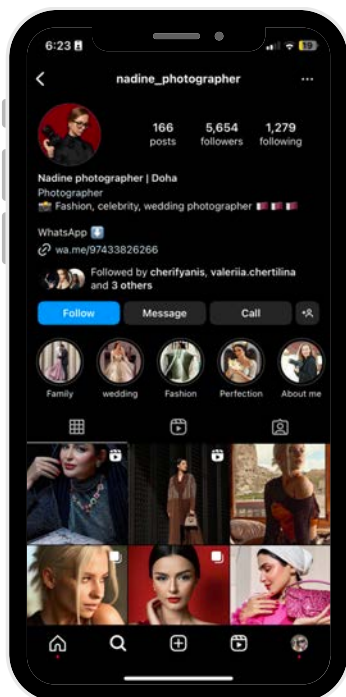 6:23
19
nadine_photographer
166
posts
5,654
followers
1,279
following
Nadine photographer | Doha
Photographer
📸 Fashion, celebrity, wedding photographer 🇶🇦 🇶🇦 🇶🇦
WhatsApp ⬇️
wa.me/97433826266
Followed by cherifyanis, valeriia.chertilina
and 3 others
Follow
Message
Call
Family
wedding
Fashion
Perfection
About me